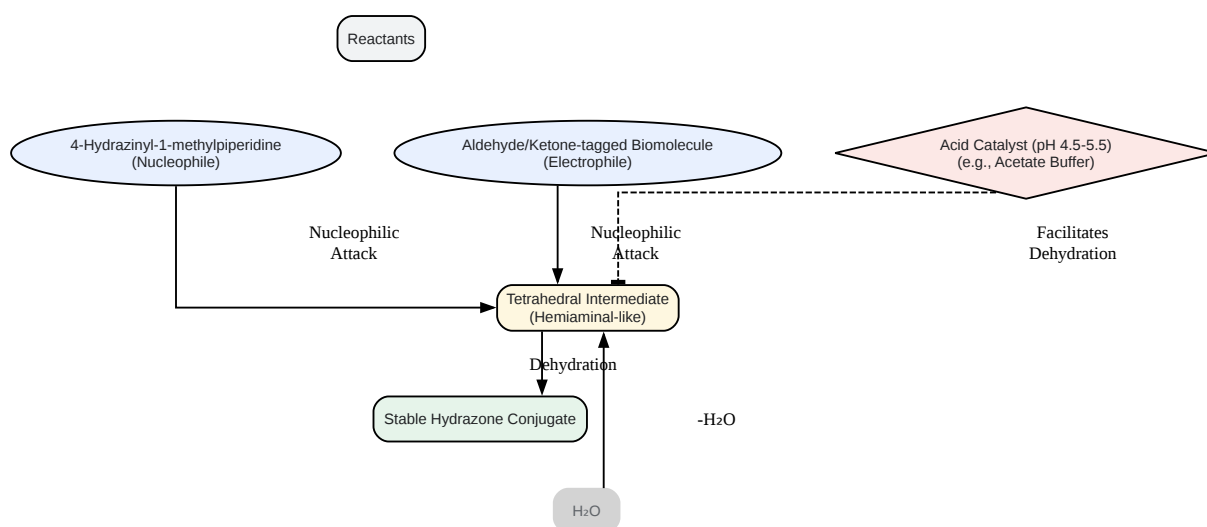 Reactants
4-Hydrazinyl-1-methylpiperidine
(Nucleophile)
Aldehyde/Ketone-tagged Biomolecule
(Electrophile)
Acid Catalyst (pH 4.5-5.5)
(e.g., Acetate Buffer)
Nucleophilic
Attack
Nucleophilic
Attack
Facilitates
Dehydration
Tetrahedral Intermediate
(Hemiaminal-like)
Dehydration
Stable Hydrazone Conjugate
-H₂O
H₂O